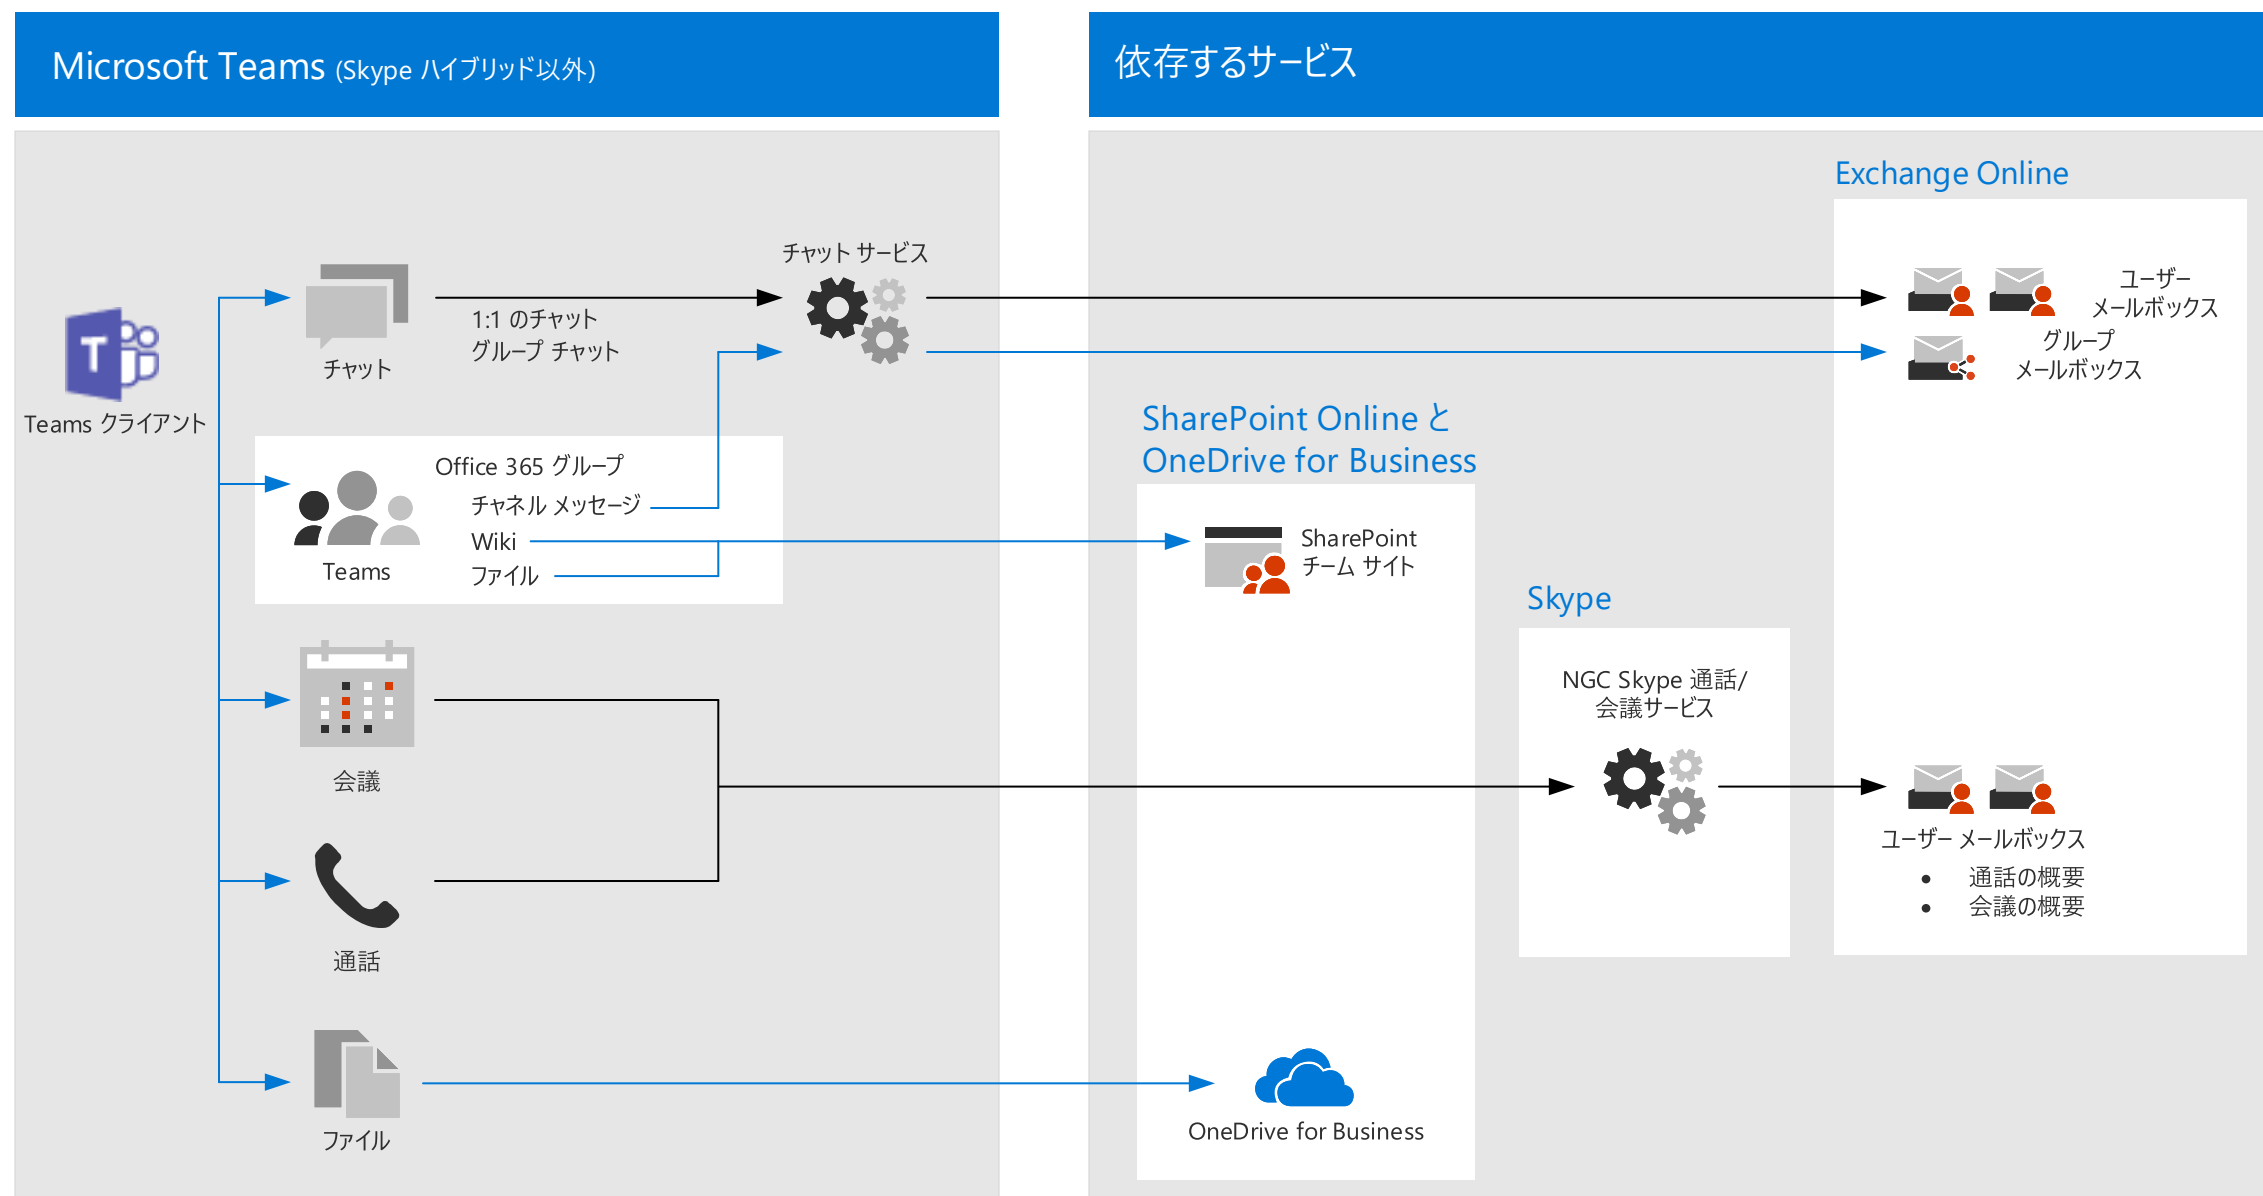 Microsoft Teams (Skype ハイブリッド以外)
依存するサービス
Exchange Online
チャット サービス
1:1 のチャット
グループ チャット
チャット
ユーザー
メールボックス
グループ
メールボックス
T
Teams クライアント
SharePoint Online と
OneDrive for Business
Office 365 グループ
チャネル メッセージ
Wiki
ファイル
Teams
SharePoint
チーム サイト
Skype
NGC Skype 通話/
会議サービス
会議
ユーザー メールボックス
• 通話の概要
• 会議の概要
通話
ファイル
OneDrive for Business